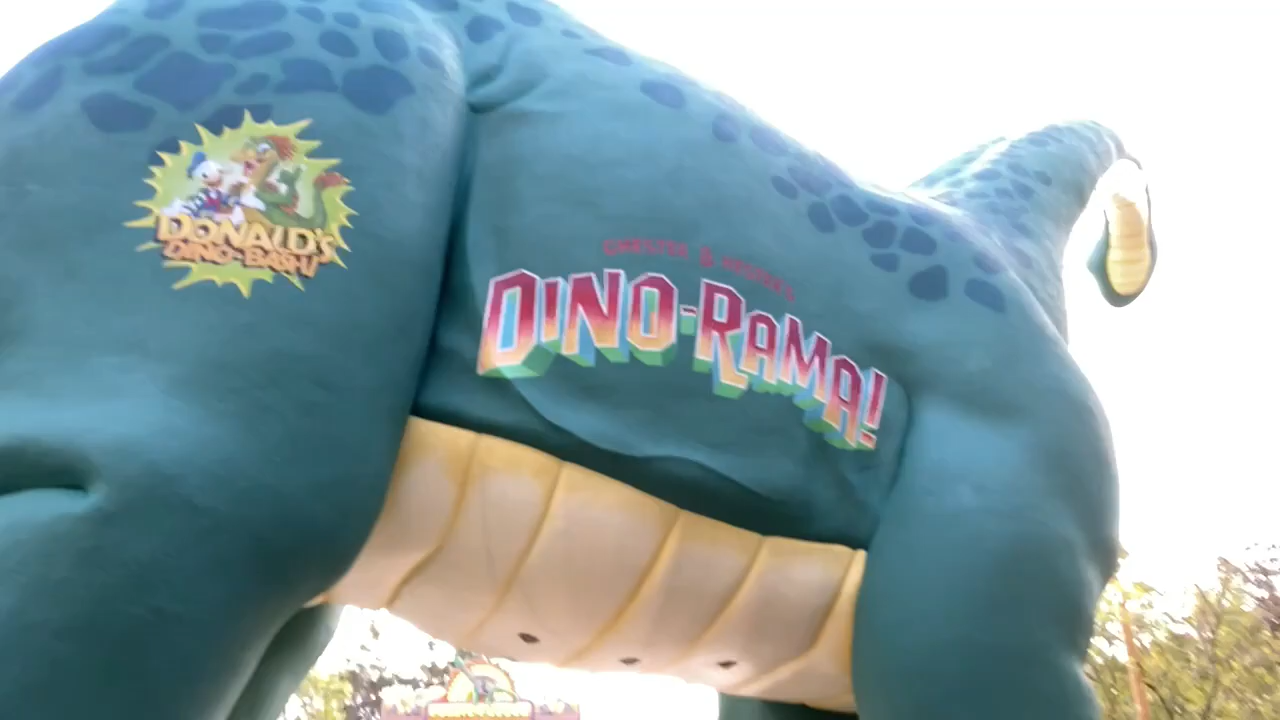 DONALD'S
DINO-BASH!
CHESTER & HESTER'S
DINO-RAMA!